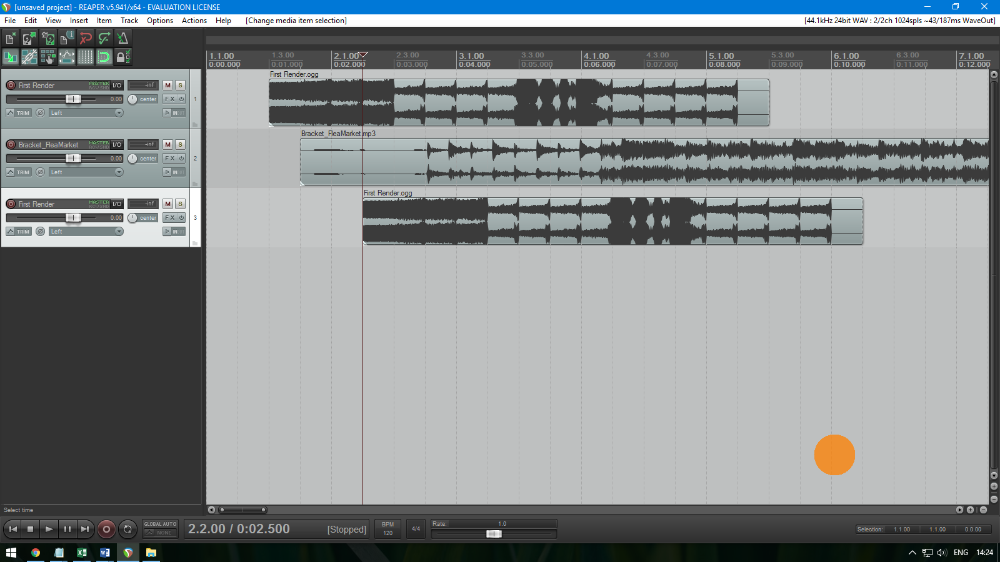 [unsaved project] - REAPER v5.941/x64 - EVALUATION LICENSE
File Edit View Insert Item Track Options Actions Help [Change media item selection] [44.1kHz 24bit WAV : 2/2ch 1024spls ~43/187ms WaveOut]
1.1.00 1.3.00 2.1.00 2.3.00 3.1.00 3.3.00 4.1.00 4.3.00 5.1.00 5.3.00 6.1.00 6.3.00 7.1.00
0:00.000 0:01.000 0:02.000 0:03.000 0:04.000 0:05.000 0:06.000 0:07.000 0:08.000 0:09.000 0:10.000 0:11.000 0:12.000
First Render.ogg
First Render MASTER I/O -inf M S
RCV SND
0.00 center FX 1
TRIM Left IN
Bracket_FleaMarket.mp3
Bracket_FleaMarket MASTER I/O -inf M S
RCV SND
0.00 center FX 2
TRIM Left IN
First Render.ogg
First Render MASTER I/O -inf M S
RCV SND
0.00 center FX 3
TRIM Left IN
Select time
GLOBAL AUTO
NONE
2.2.00 / 0:02.500 [Stopped]
BPM
120
4/4
Rate: 1.0
Selection: 1.1.00 1.1.00 0.0.00
ENG 14:24